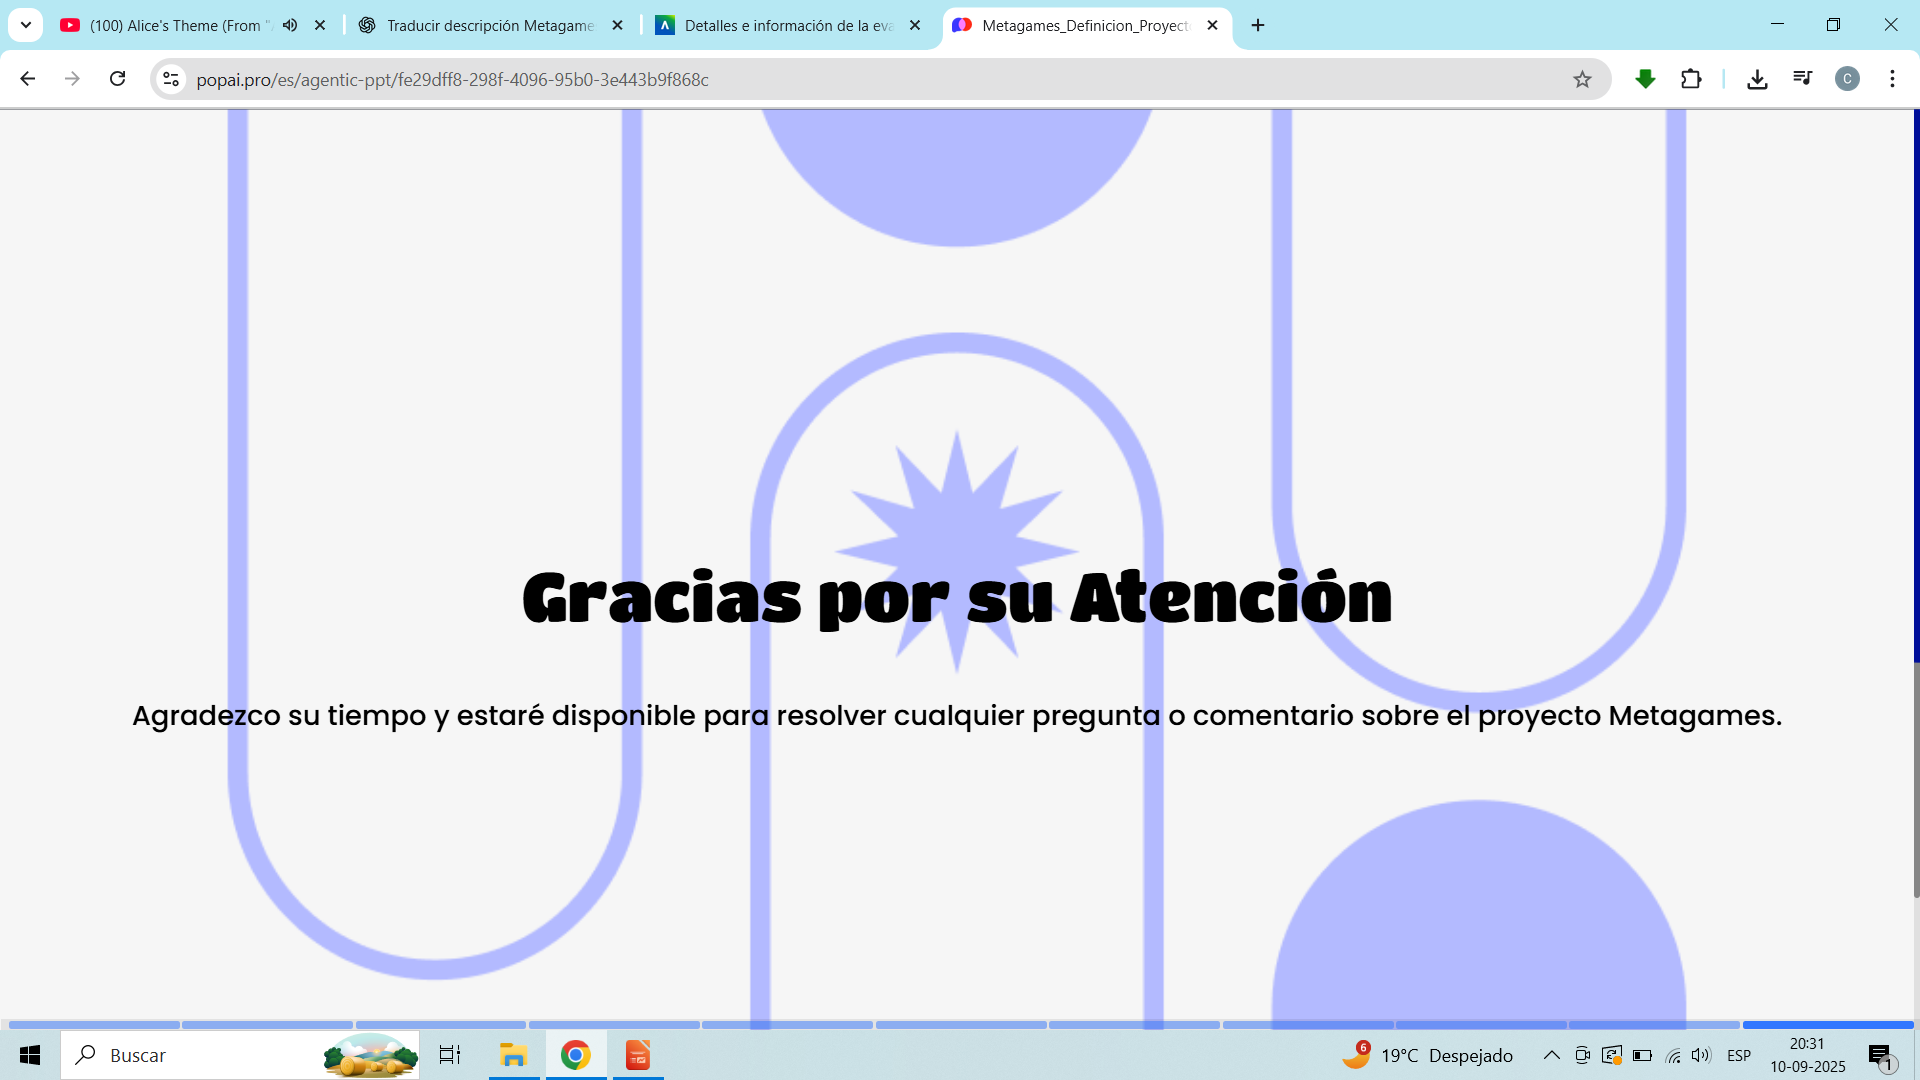 (100) Alice's Theme (From "
Traducir descripción Metagame
Detalles e información de la eva
Metagames_Definicion_Proyect
popai.pro/es/agentic-ppt/fe29dff8-298f-4096-95b0-3e443b9f868c
C
Gracias por su Atención
Agradezco su tiempo y estaré disponible para resolver cualquier pregunta o comentario sobre el proyecto Metagames.
Buscar
6
19°C Despejado
ESP
20:31
10-09-2025
1